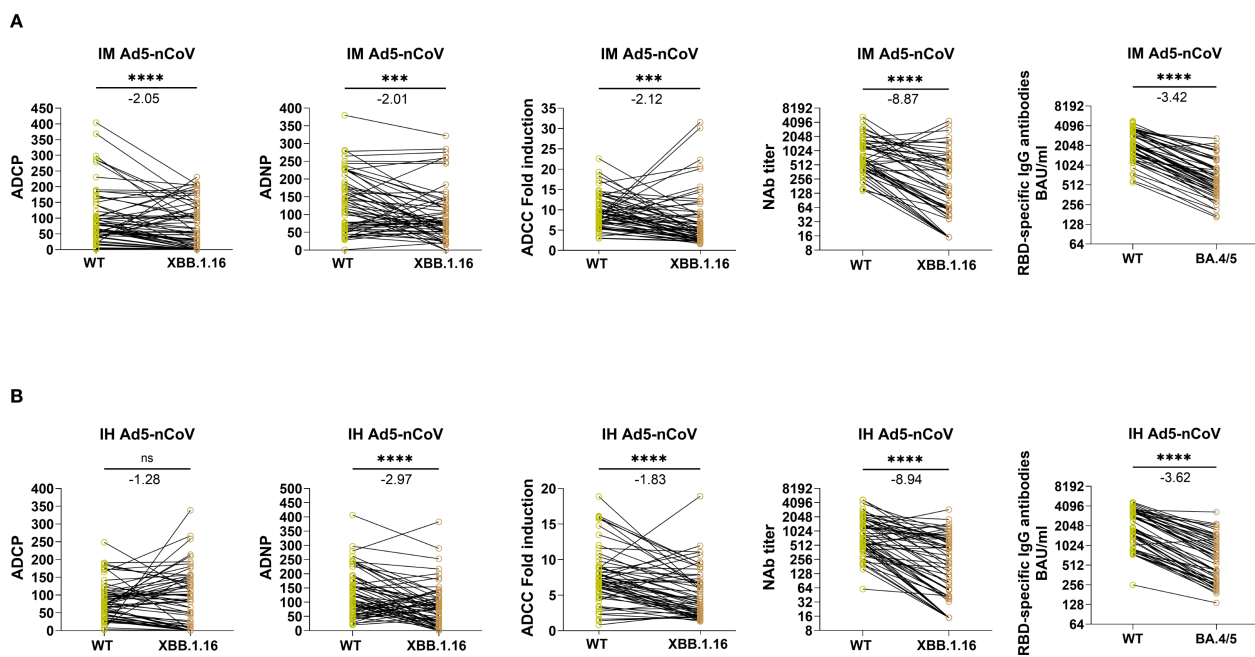 A
IM Ad5-nCoV
****
-2.05
ADCP
450
400
350
300
250
200
150
100
50
0
WT
XBB.1.16
IM Ad5-nCoV
***
-2.01
ADNP
400
350
300
250
200
150
100
50
0
WT
XBB.1.16
IM Ad5-nCoV
***
-2.12
ADCC Fold induction
35
30
25
20
15
10
5
0
WT
XBB.1.16
IM Ad5-nCoV
****
-8.87
NAb titer
8192
4096
2048
1024
512
256
128
64
32
16
8
WT
XBB.1.16
IM Ad5-nCoV
****
-3.42
RBD-specific IgG antibodies
BAU/ml
8192
4096
2048
1024
512
256
128
64
WT
BA.4/5
B
IH Ad5-nCoV
ns
-1.28
ADCP
400
350
300
250
200
150
100
50
0
WT
XBB.1.16
IH Ad5-nCoV
****
-2.97
ADNP
500
450
400
350
300
250
200
150
100
50
0
WT
XBB.1.16
IH Ad5-nCoV
****
-1.83
ADCC Fold induction
20
15
10
5
0
WT
XBB.1.16
IH Ad5-nCoV
****
-8.94
NAb titer
8192
4096
2048
1024
512
256
128
64
32
16
8
WT
XBB.1.16
IH Ad5-nCoV
****
-3.62
RBD-specific IgG antibodies
BAU/ml
8192
4096
2048
1024
512
256
128
64
WT
BA.4/5